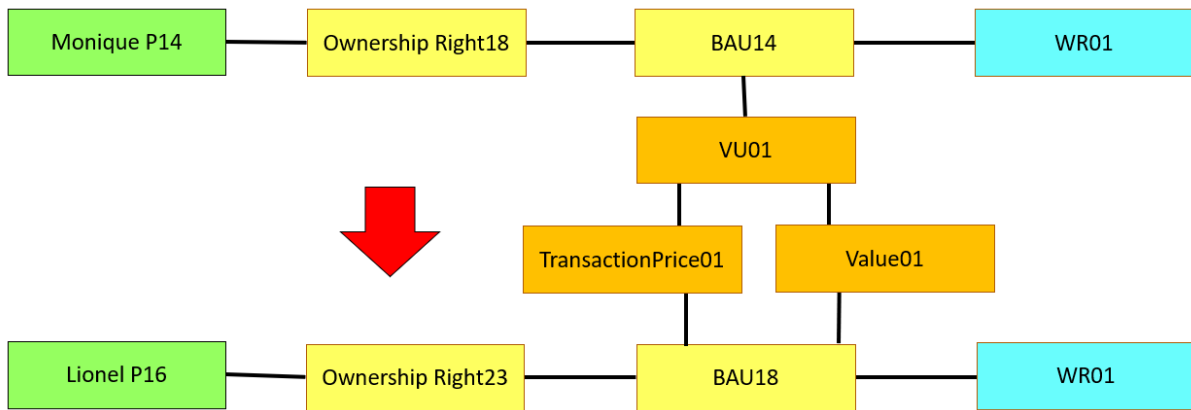 Monique P14
Ownership Right18
BAU14
WR01
VU01
TransactionPrice01
Value01
Lionel P16
Ownership Right23
BAU18
WR01